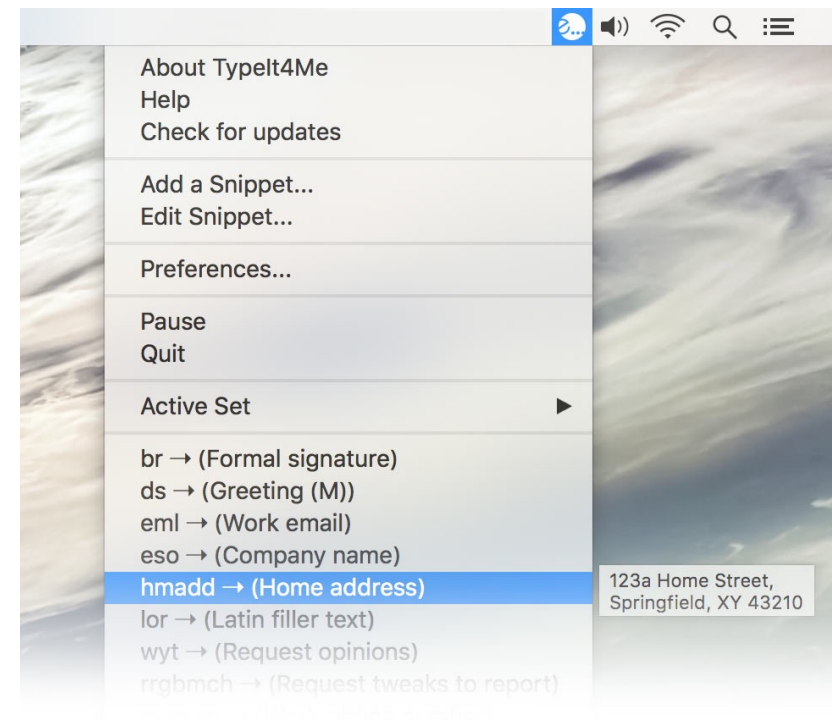 About TypeIt4Me
Help
Check for updates
Add a Snippet...
Edit Snippet...
Preferences...
Pause
Quit
Active Set
br → (Formal signature)
ds → (Greeting (M))
eml → (Work email)
eso → (Company name)
hmadd → (Home address)
123a Home Street,
Springfield, XY 43210
lor → (Latin filler text)
wyt → (Request opinions)
rrgbmch → (Request tweaks to report)